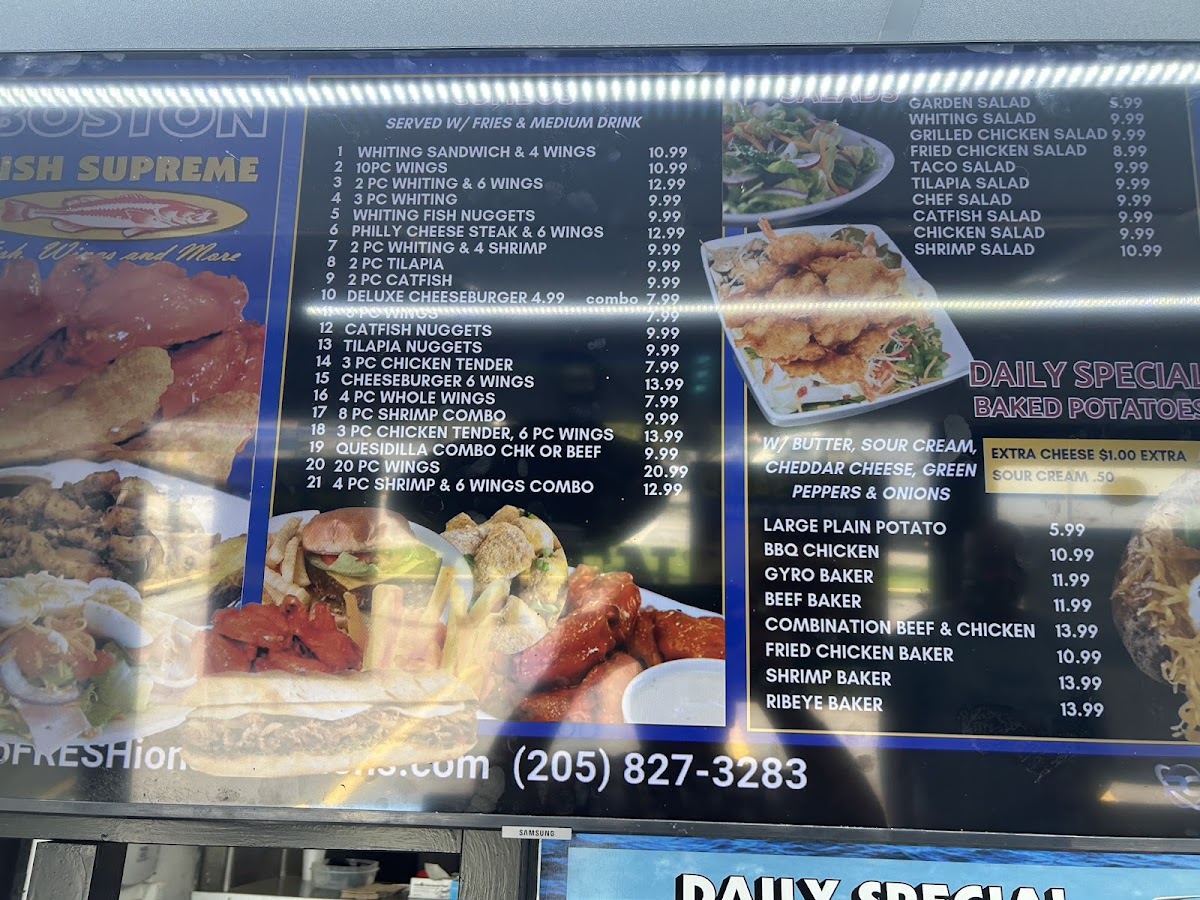 BOSTON
ISH SUPREME
Wings and More
COMBOS
SERVED W/ FRIES & MEDIUM DRINK
1 WHITING SANDWICH & 4 WINGS 10.99
2 10PC WINGS 10.99
3 2 PC WHITING & 6 WINGS 12.99
4 3 PC WHITING 9.99
5 WHITING FISH NUGGETS 9.99
6 PHILLY CHEESE STEAK & 6 WINGS 12.99
7 2 PC WHITING & 4 SHRIMP 9.99
8 2 PC TILAPIA 9.99
9 2 PC CATFISH 9.99
10 DELUXE CHEESEBURGER 4.99 combo 7.99
11 6 PC WINGS 7.99
12 CATFISH NUGGETS 9.99
13 TILAPIA NUGGETS 9.99
14 3 PC CHICKEN TENDER 7.99
15 CHEESEBURGER 6 WINGS 13.99
16 4 PC WHOLE WINGS 7.99
17 8 PC SHRIMP COMBO 9.99
18 3 PC CHICKEN TENDER, 6 PC WINGS 13.99
19 QUESIDILLA COMBO CHK OR BEEF 9.99
20 20 PC WINGS 20.99
21 4 PC SHRIMP & 6 WINGS COMBO 12.99
SALADS
GARDEN SALAD 5.99
WHITING SALAD 9.99
GRILLED CHICKEN SALAD 9.99
FRIED CHICKEN SALAD 8.99
TACO SALAD 9.99
TILAPIA SALAD 9.99
CHEF SALAD 9.99
CATFISH SALAD 9.99
CHICKEN SALAD 9.99
SHRIMP SALAD 10.99
DAILY SPECIAL
BAKED POTATOES
W/ BUTTER, SOUR CREAM,
CHEDDAR CHEESE, GREEN
PEPPERS & ONIONS
EXTRA CHEESE $1.00 EXTRA
SOUR CREAM .50
LARGE PLAIN POTATO 5.99
BBQ CHICKEN 10.99
GYRO BAKER 11.99
BEEF BAKER 11.99
COMBINATION BEEF & CHICKEN 13.99
FRIED CHICKEN BAKER 10.99
SHRIMP BAKER 13.99
RIBEYE BAKER 13.99
.com (205) 827-3283
SAMSUNG
DAILY SPECIAL